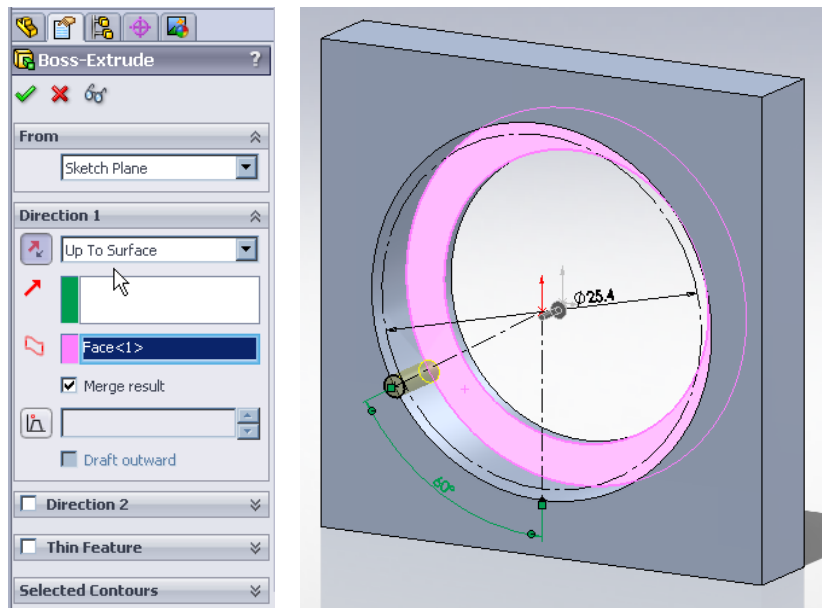 Boss-Extrude ?
From
Sketch Plane
Direction 1
Up To Surface
Face<1>
Merge result
Draft outward
Direction 2
Thin Feature
Selected Contours
∅25.4
60°